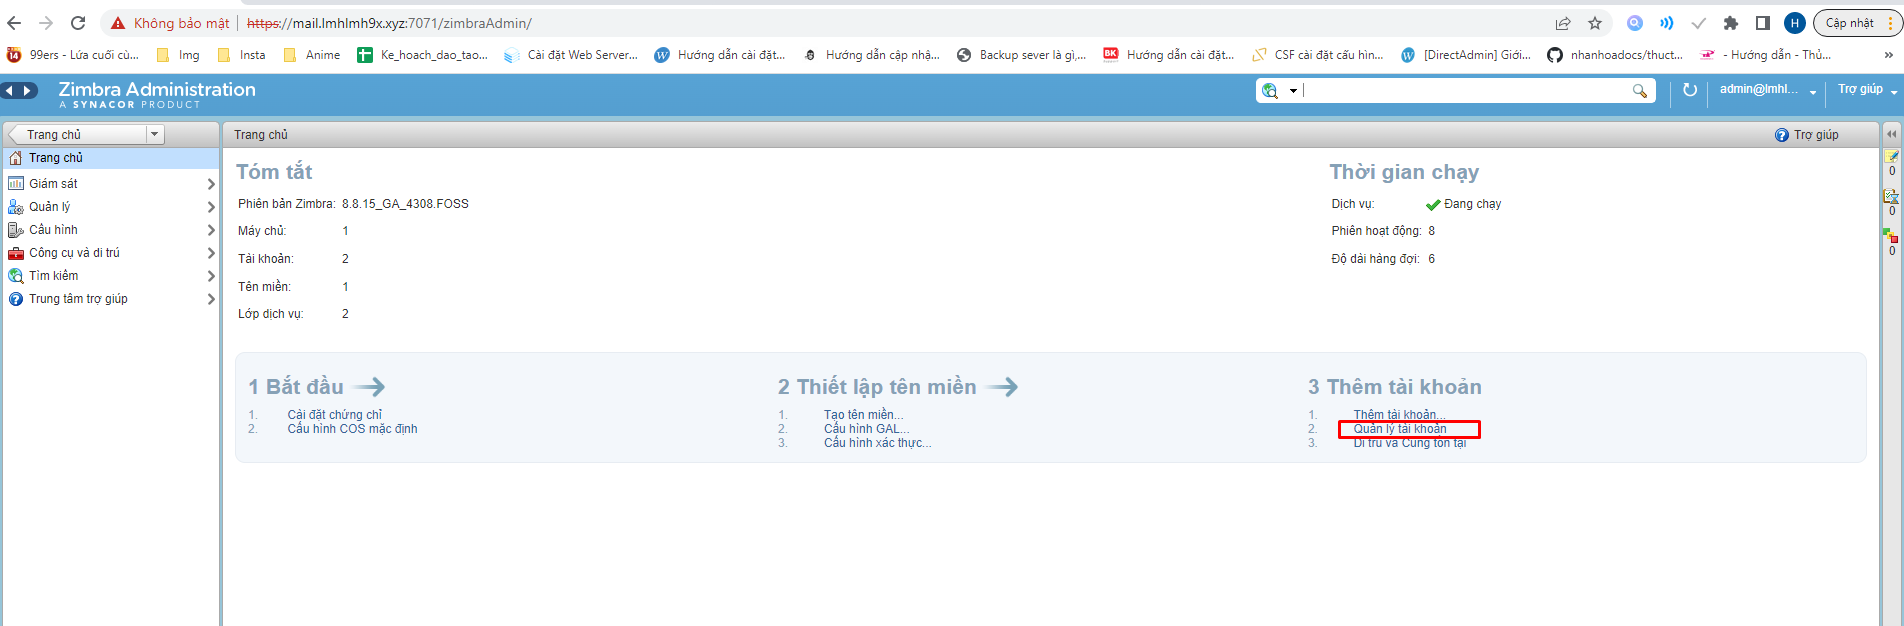 Không bảo mật | https://mail.lmhlmh9x.xyz:7071/zimbraAdmin/
H
Cập nhật
14 99ers - Lứa cuối cù...
Img
Insta
Anime
Ke_hoach_dao_tao...
Cài đặt Web Server...
Hướng dẫn cài đặt...
Hướng dẫn cập nhậ...
Backup sever là gì,...
BK Hướng dẫn cài đặt...
CSF cài đặt cấu hìn...
[DirectAdmin] Giới...
nhanhoadocs/thuct...
- Hướng dẫn - Thủ...
»
Zimbra Administration
A SYNACOR PRODUCT
admin@lmhl...
Trợ giúp
Trang chủ
Trang chủ
Giám sát
Quản lý
Cấu hình
Công cụ và di trú
Tìm kiếm
Trung tâm trợ giúp
Trang chủ
Trợ giúp
Tóm tắt
Phiên bản Zimbra: 8.8.15_GA_4308.FOSS
Máy chủ: 1
Tài khoản: 2
Tên miền: 1
Lớp dịch vụ: 2
Thời gian chạy
Dịch vụ: Đang chạy
Phiên hoạt động: 8
Độ dài hàng đợi: 6
1 Bắt đầu
1. Cài đặt chứng chỉ
2. Cấu hình COS mặc định
2 Thiết lập tên miền
1. Tạo tên miền...
2. Cấu hình GAL...
3. Cấu hình xác thực...
3 Thêm tài khoản
1. Thêm tài khoản...
2. Quản lý tài khoản
3. Di trú và Cùng tồn tại
0
0
0